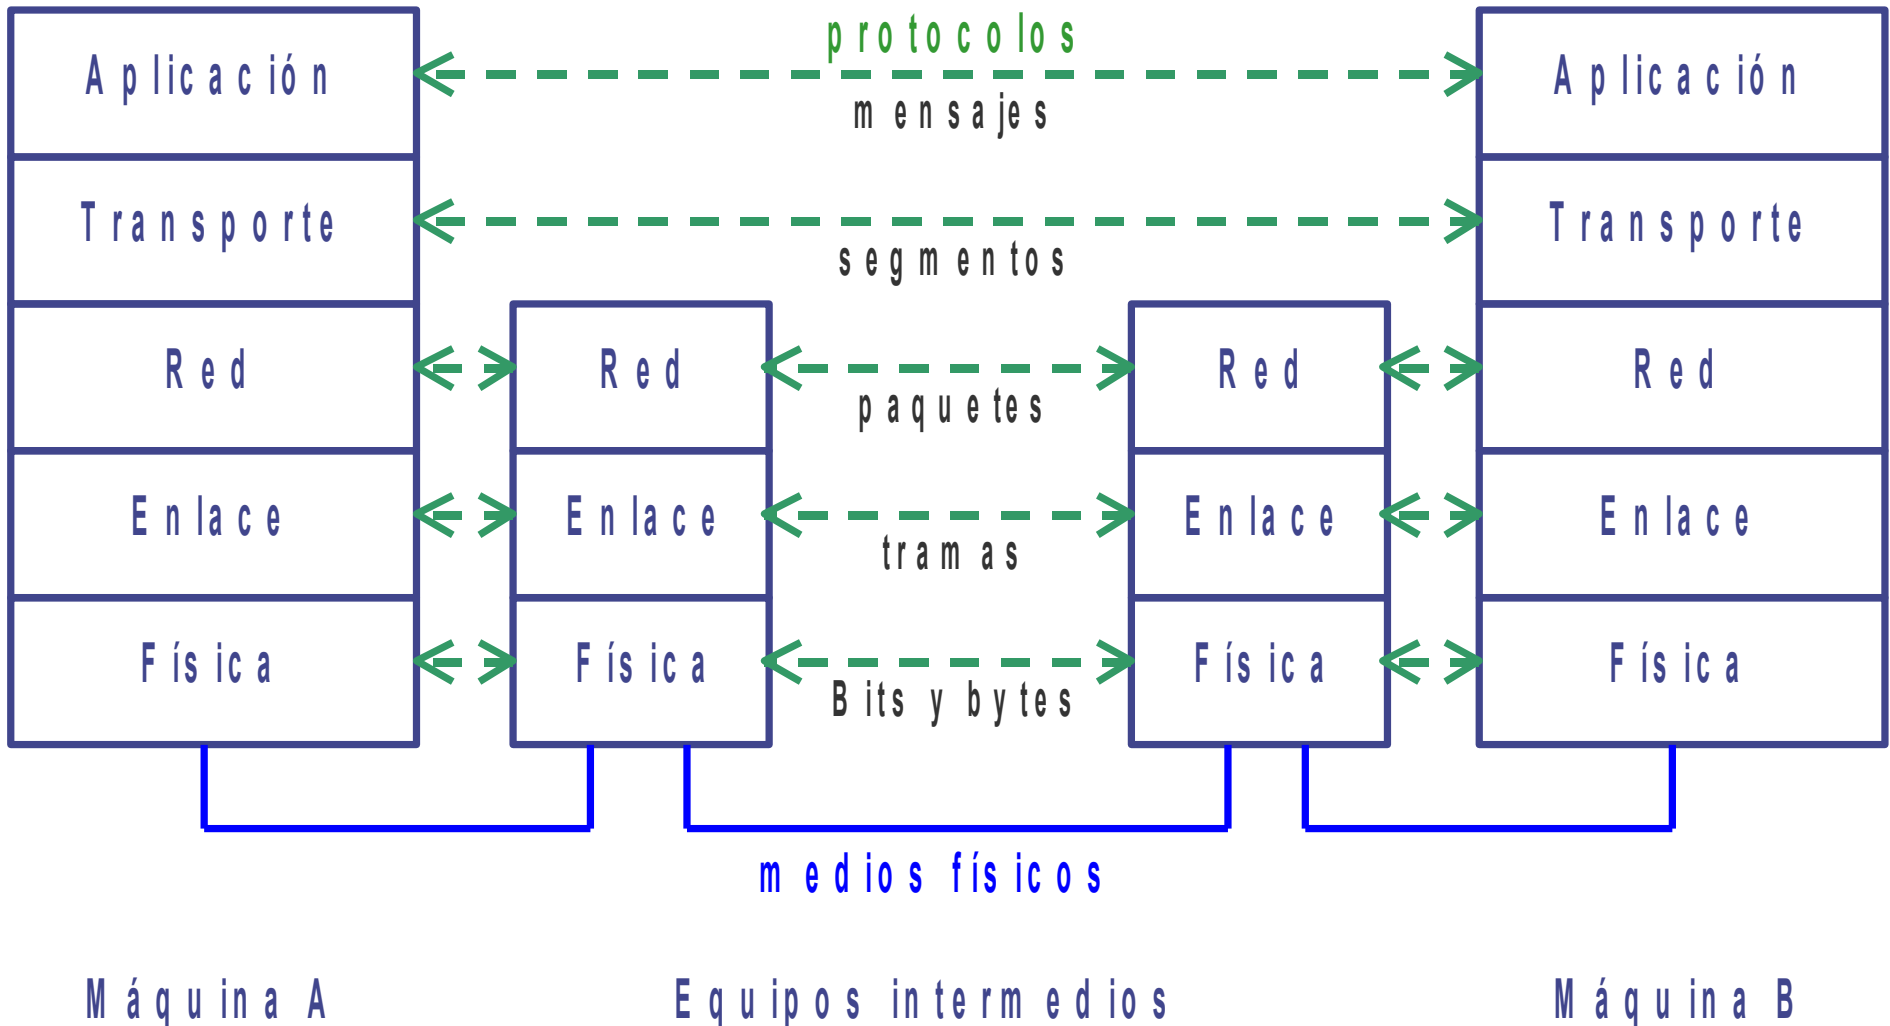 protocolos
Aplicación
Aplicación
mensajes
Transporte
Transporte
segmentos
Red
Red
Red
Red
paquetes
Enlace
Enlace
Enlace
Enlace
tramas
Física
Física
Física
Física
Bits y bytes
medios físicos
Máquina A
Equipos intermedios
Máquina B